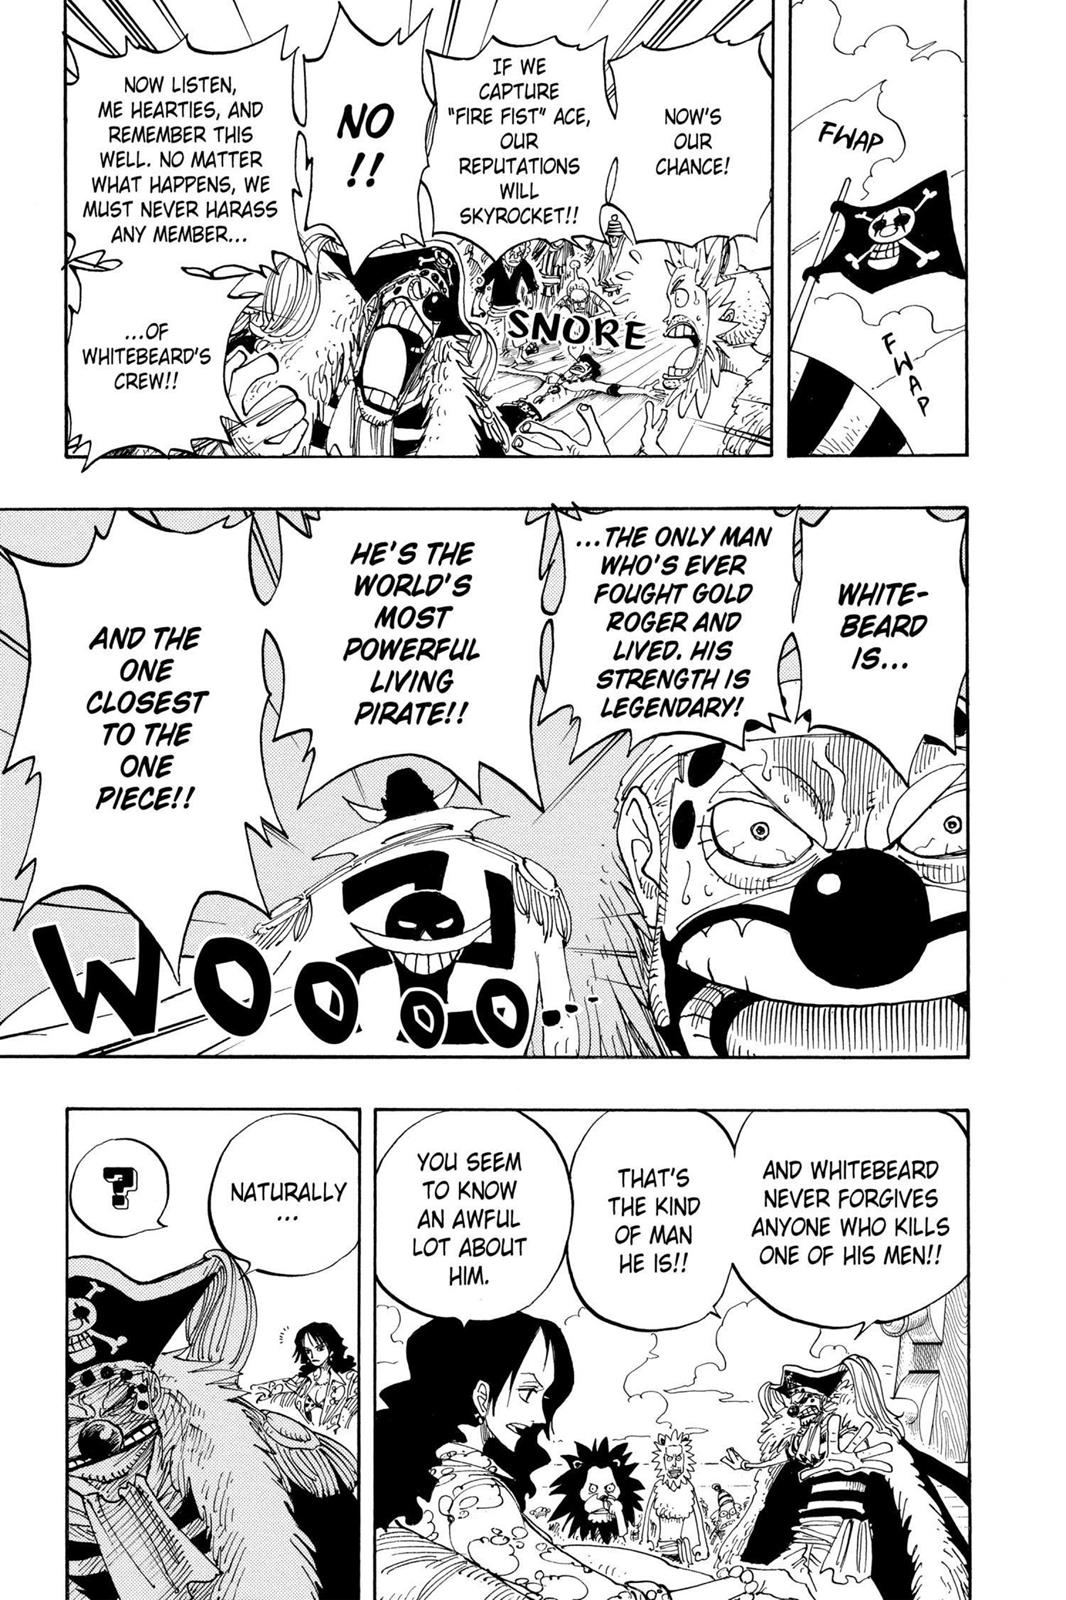 FWAP
FWAP
NOW'S
OUR
CHANCE!
IF WE
CAPTURE
"FIRE FIST" ACE,
OUR
REPUTATIONS
WILL
SKYROCKET!!
SNORE
NO
!!
NOW LISTEN,
ME HEARTIES, AND
REMEMBER THIS
WELL. NO MATTER
WHAT HAPPENS, WE
MUST NEVER HARASS
ANY MEMBER...
...OF
WHITEBEARD'S
CREW!!
WHITE-
BEARD
IS...
...THE ONLY MAN
WHO'S EVER
FOUGHT GOLD
ROGER AND
LIVED. HIS
STRENGTH IS
LEGENDARY!
HE'S THE
WORLD'S
MOST
POWERFUL
LIVING
PIRATE!!
AND THE
ONE
CLOSEST
TO THE
ONE
PIECE!!
WOOOO...
AND WHITEBEARD
NEVER FORGIVES
ANYONE WHO KILLS
ONE OF HIS MEN!!
THAT'S
THE KIND
OF MAN
HE IS!!
YOU SEEM
TO KNOW
AN AWFUL
LOT ABOUT
HIM.
NATURALLY
...
?